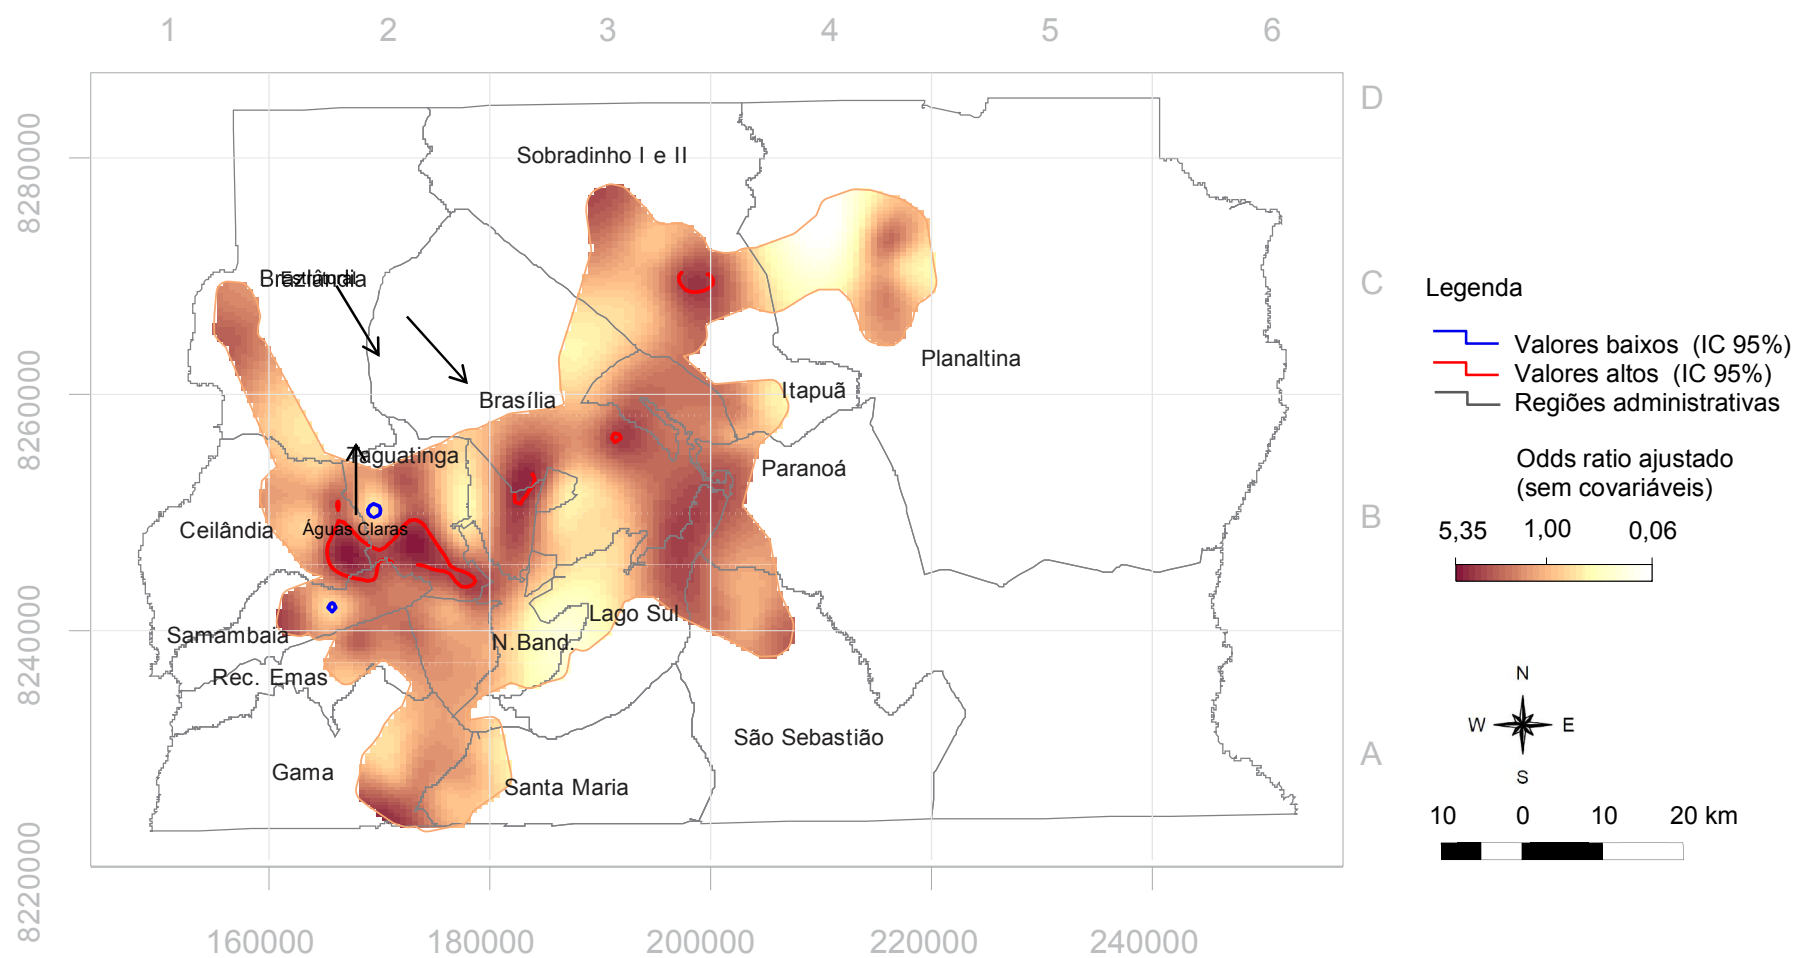 1 2 3 4 5 6
D
C
B
A
8280000
8260000
8240000
8220000
160000 180000 200000 220000 240000
Sobradinho I e II
Brazlândia
Estrutural
Planaltina
Itapuã
Brasília
Taguatinga
Paranoá
Ceilândia
Águas Claras
Lago Sul
Samambaia
N.Band.
Rec. Emas
São Sebastião
Gama
Santa Maria
Legenda
Valores baixos (IC 95%)
Valores altos (IC 95%)
Regiões administrativas
Odds ratio ajustado
(sem covariáveis)
5,35 1,00 0,06
N
W E
S
10 0 10 20 km